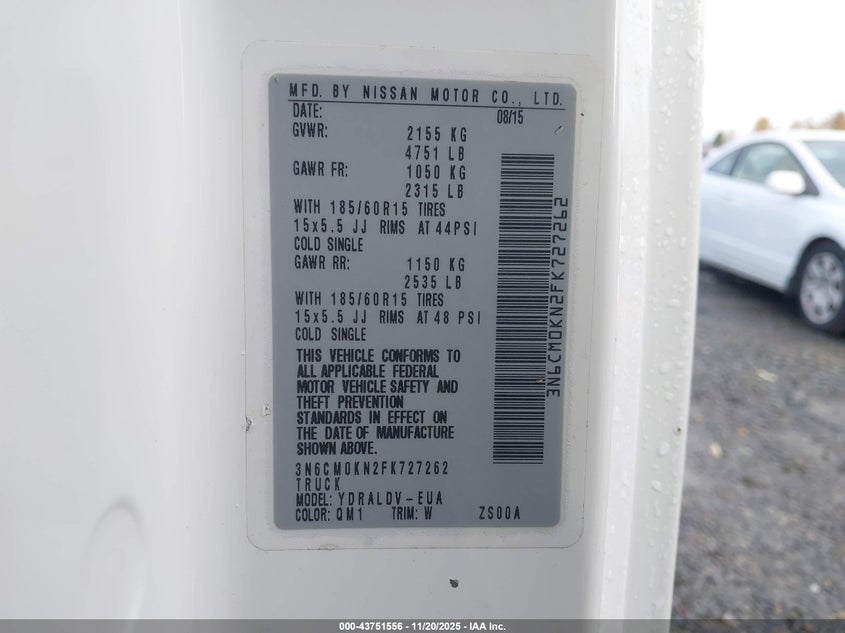 MFD. BY NISSAN MOTOR CO., LTD.
DATE: 08/15
GVWR: 2155 KG
4751 LB
GAWR FR: 1050 KG
2315 LB
WITH 185/60R15 TIRES
15x5.5 JJ RIMS AT 44PSI
COLD SINGLE
GAWR RR: 1150 KG
2535 LB
WITH 185/60R15 TIRES
15x5.5 JJ RIMS AT 48 PSI
COLD SINGLE
THIS VEHICLE CONFORMS TO
ALL APPLICABLE FEDERAL
MOTOR VEHICLE SAFETY AND
THEFT PREVENTION
STANDARDS IN EFFECT ON
THE DATE OF MANUFACTURE
SHOWN ABOVE.
3N6CM0KN2FK727262
TRUCK
MODEL: YDRALDV-EUA
COLOR: QM1 TRIM: W ZS00A
3N6CM0KN2FK727262
000-43751556 - 11/20/2025 - IAA Inc.